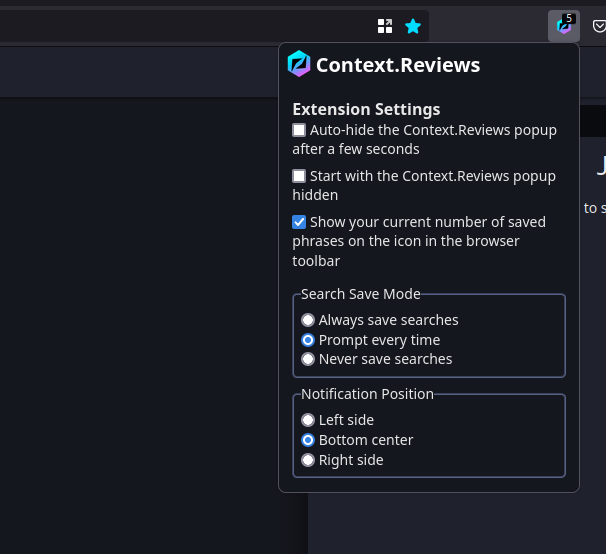 5
Context.Reviews
Extension Settings
Auto-hide the Context.Reviews popup
after a few seconds
Start with the Context.Reviews popup
hidden
Show your current number of saved
phrases on the icon in the browser
toolbar
Search Save Mode
Always save searches
Prompt every time
Never save searches
Notification Position
Left side
Bottom center
Right side
to s